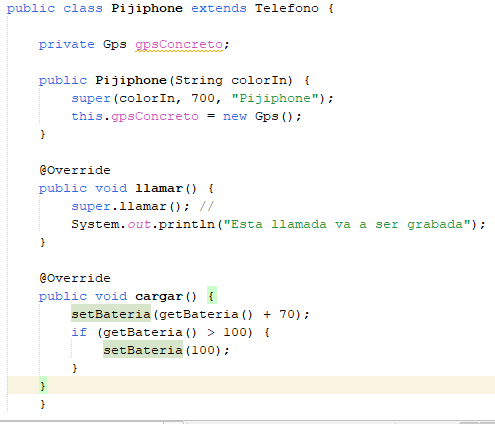 public class Pijiphone extends Telefono {
private Gps gpsConcreto;
public Pijiphone(String colorIn) {
super(colorIn, 700, "Pijiphone");
this.gpsConcreto = new Gps();
}
@Override
public void llamar() {
super.llamar(); //
System.out.println("Esta llamada va a ser grabada");
}
@Override
public void cargar() {
setBateria(getBateria() + 70);
if (getBateria() > 100) {
setBateria(100);
}
}
}